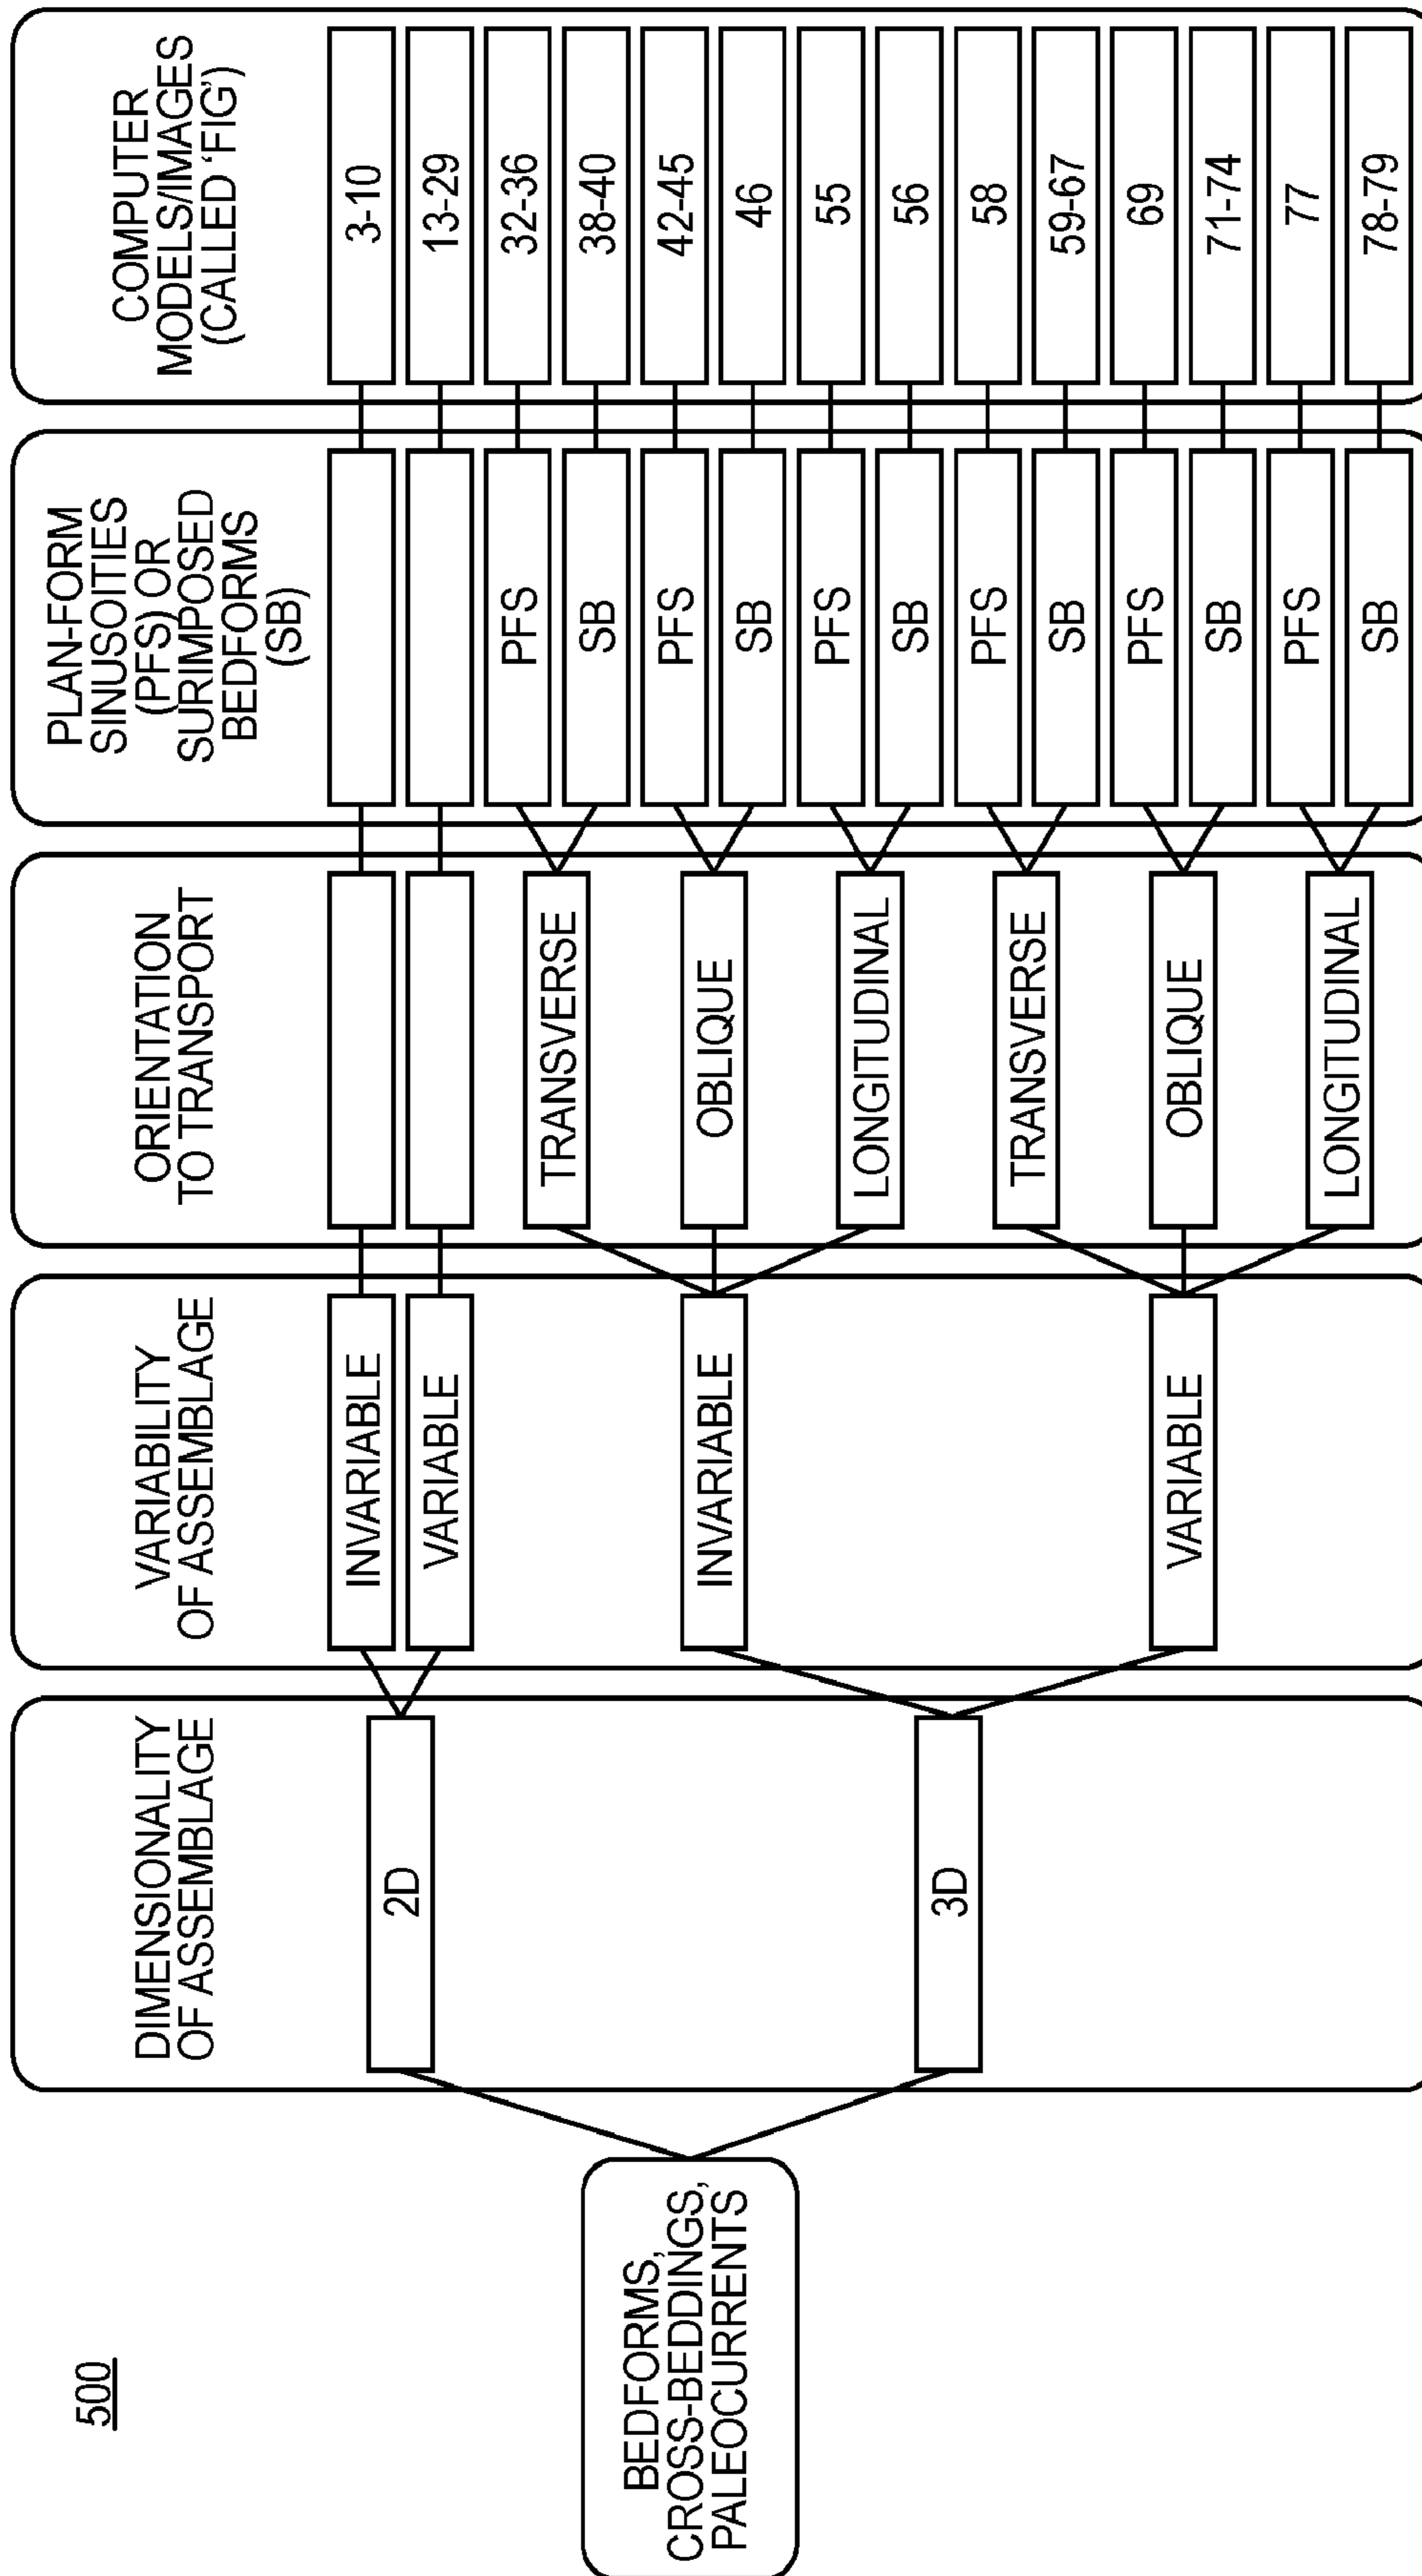 500
BEDFORMS,
CROSS-BEDDINGS,
PALEOCURRENTS
DIMENSIONALITY
OF ASSEMBLAGE
2D
3D
VARIABILITY
OF ASSEMBLAGE
INVARIABLE
VARIABLE
INVARIABLE
VARIABLE
ORIENTATION
TO TRANSPORT
TRANSVERSE
OBLIQUE
LONGITUDINAL
TRANSVERSE
OBLIQUE
LONGITUDINAL
PLAN-FORM
SINUSOITIES
(PFS) OR
SURIMPOSED
BEDFORMS
(SB)
PFS
SB
PFS
SB
PFS
SB
PFS
SB
PFS
SB
PFS
SB
COMPUTER
MODELS/IMAGES
(CALLED ‘FIG’)
3-10
13-29
32-36
38-40
42-45
46
55
56
58
59-67
69
71-74
77
78-79